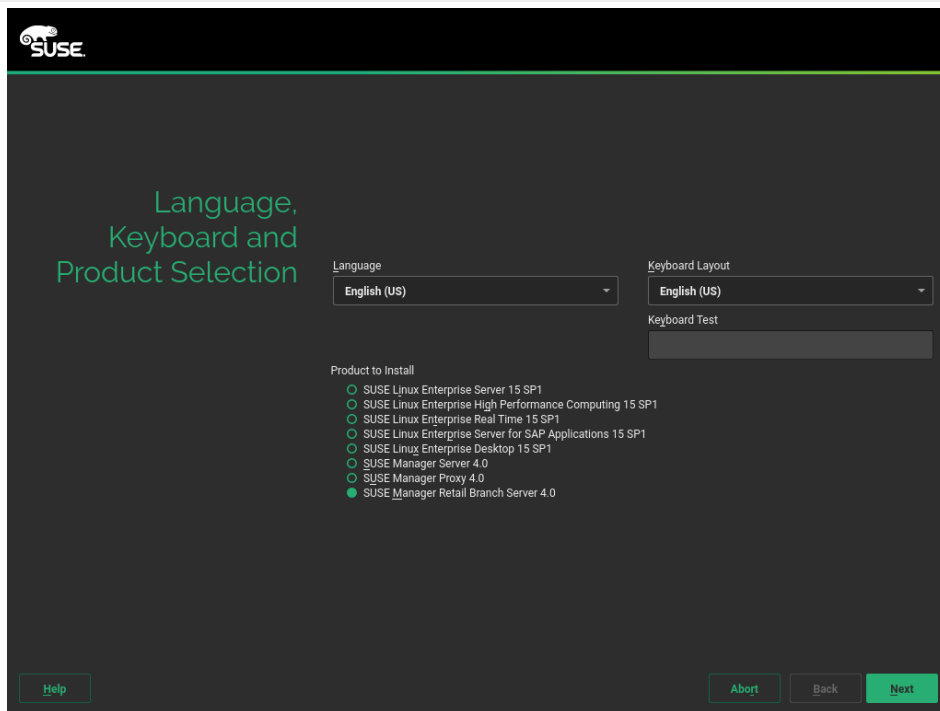 SUSE.
Language,
Keyboard and
Product Selection
Language
Keyboard Layout
English (US)
English (US)
Keyboard Test
Product to Install
SUSE Linux Enterprise Server 15 SP1
SUSE Linux Enterprise High Performance Computing 15 SP1
SUSE Linux Enterprise Real Time 15 SP1
SUSE Linux Enterprise Server for SAP Applications 15 SP1
SUSE Linux Enterprise Desktop 15 SP1
SUSE Manager Server 4.0
SUSE Manager Proxy 4.0
SUSE Manager Retail Branch Server 4.0
Help
Abort
Back
Next